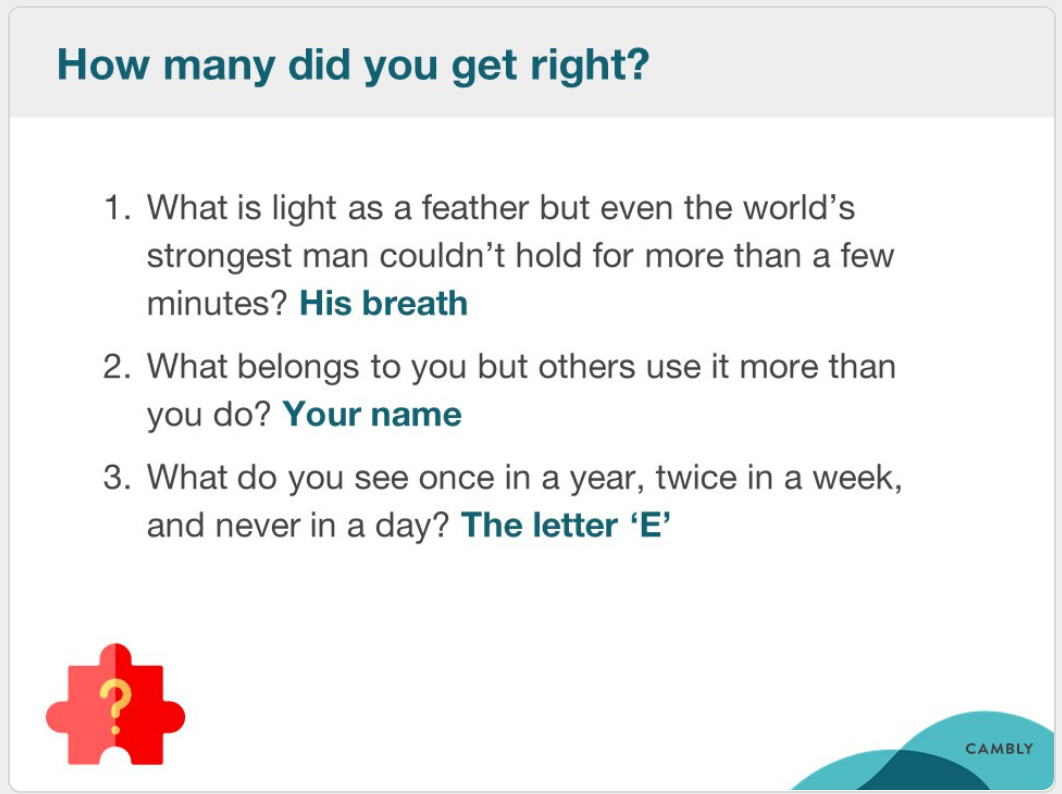 How many did you get right?
1. What is light as a feather but even the world’s
strongest man couldn’t hold for more than a few
minutes? His breath
2. What belongs to you but others use it more than
you do? Your name
3. What do you see once in a year, twice in a week,
and never in a day? The letter ‘E’
?
CAMBLY